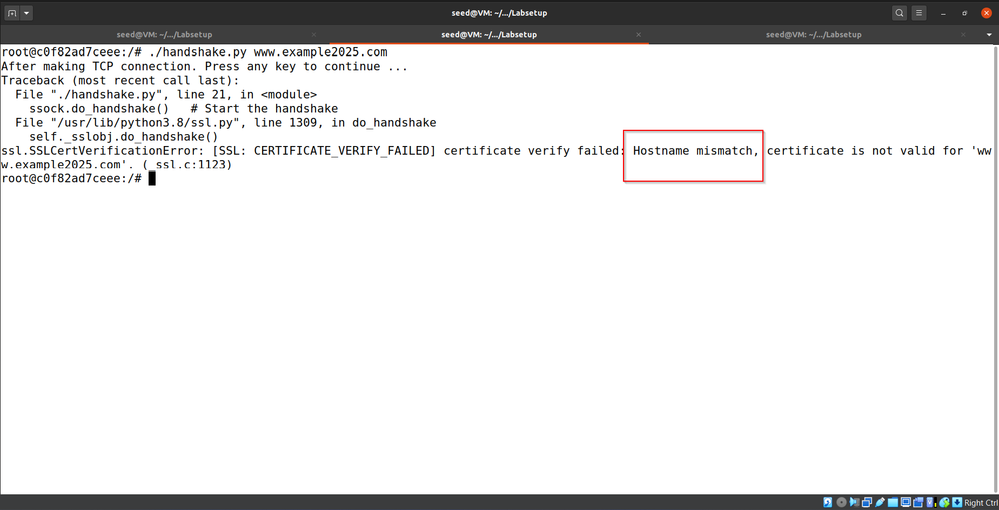 seed@VM: ~/.../Labsetup
seed@VM: ~/.../Labsetup
seed@VM: ~/.../Labsetup
seed@VM: ~/.../Labsetup
root@c0f82ad7ceee:/# ./handshake.py www.example2025.com
After making TCP connection. Press any key to continue ...
Traceback (most recent call last):
  File "./handshake.py", line 21, in <module>
    ssock.do_handshake()   # Start the handshake
  File "/usr/lib/python3.8/ssl.py", line 1309, in do_handshake
    self._sslobj.do_handshake()
ssl.SSLCertVerificationError: [SSL: CERTIFICATE_VERIFY_FAILED] certificate verify failed: Hostname mismatch, certificate is not valid for 'ww
w.example2025.com'. (_ssl.c:1123)
root@c0f82ad7ceee:/#
Right Ctrl